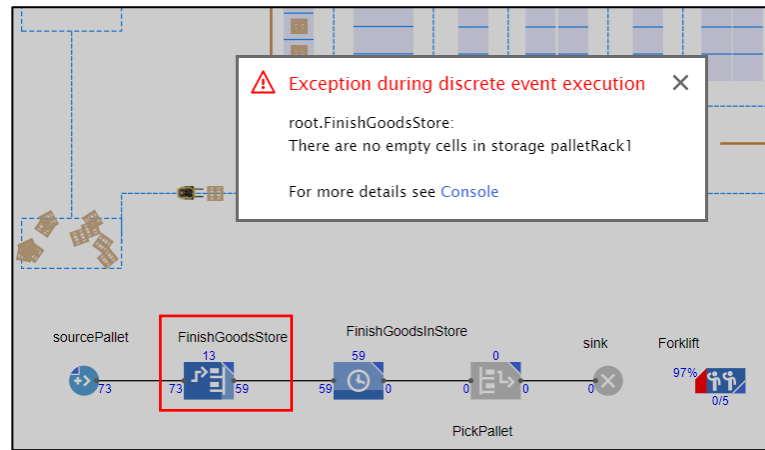 Exception during discrete event execution
root.FinishGoodsStore:
There are no empty cells in storage palletRack1
For more details see Console
sourcePallet FinishGoodsStore FinishGoodsInStore sink Forklift
13 59 0 97%
73 73 59 59 0 0 0 0 0/5
PickPallet